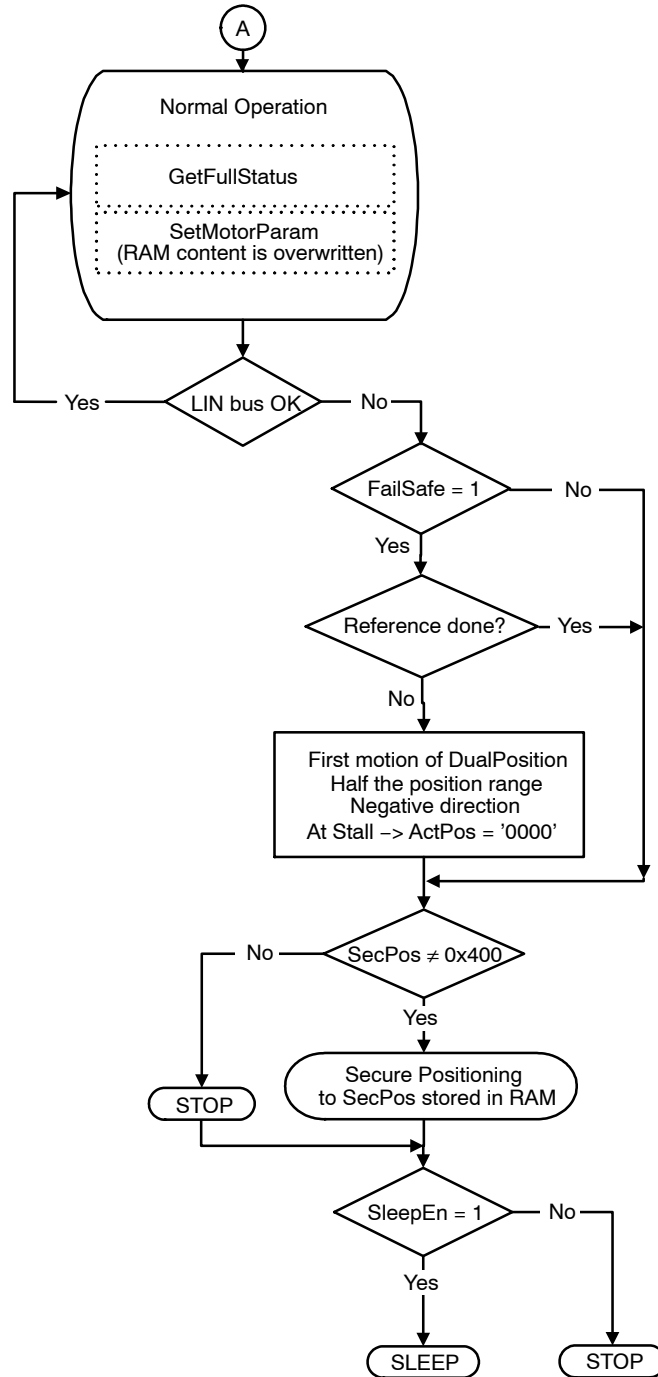 A
Normal Operation
GetFullStatus
SetMotorParam
(RAM content is overwritten)
Yes
LIN bus OK
No
FailSafe = 1
No
Yes
Reference done?
Yes
No
First motion of DualPosition
Half the position range
Negative direction
At Stall −> ActPos = '0000'
No
SecPos ≠ 0x400
Yes
Secure Positioning
to SecPos stored in RAM
STOP
SleepEn = 1
No
Yes
SLEEP
STOP